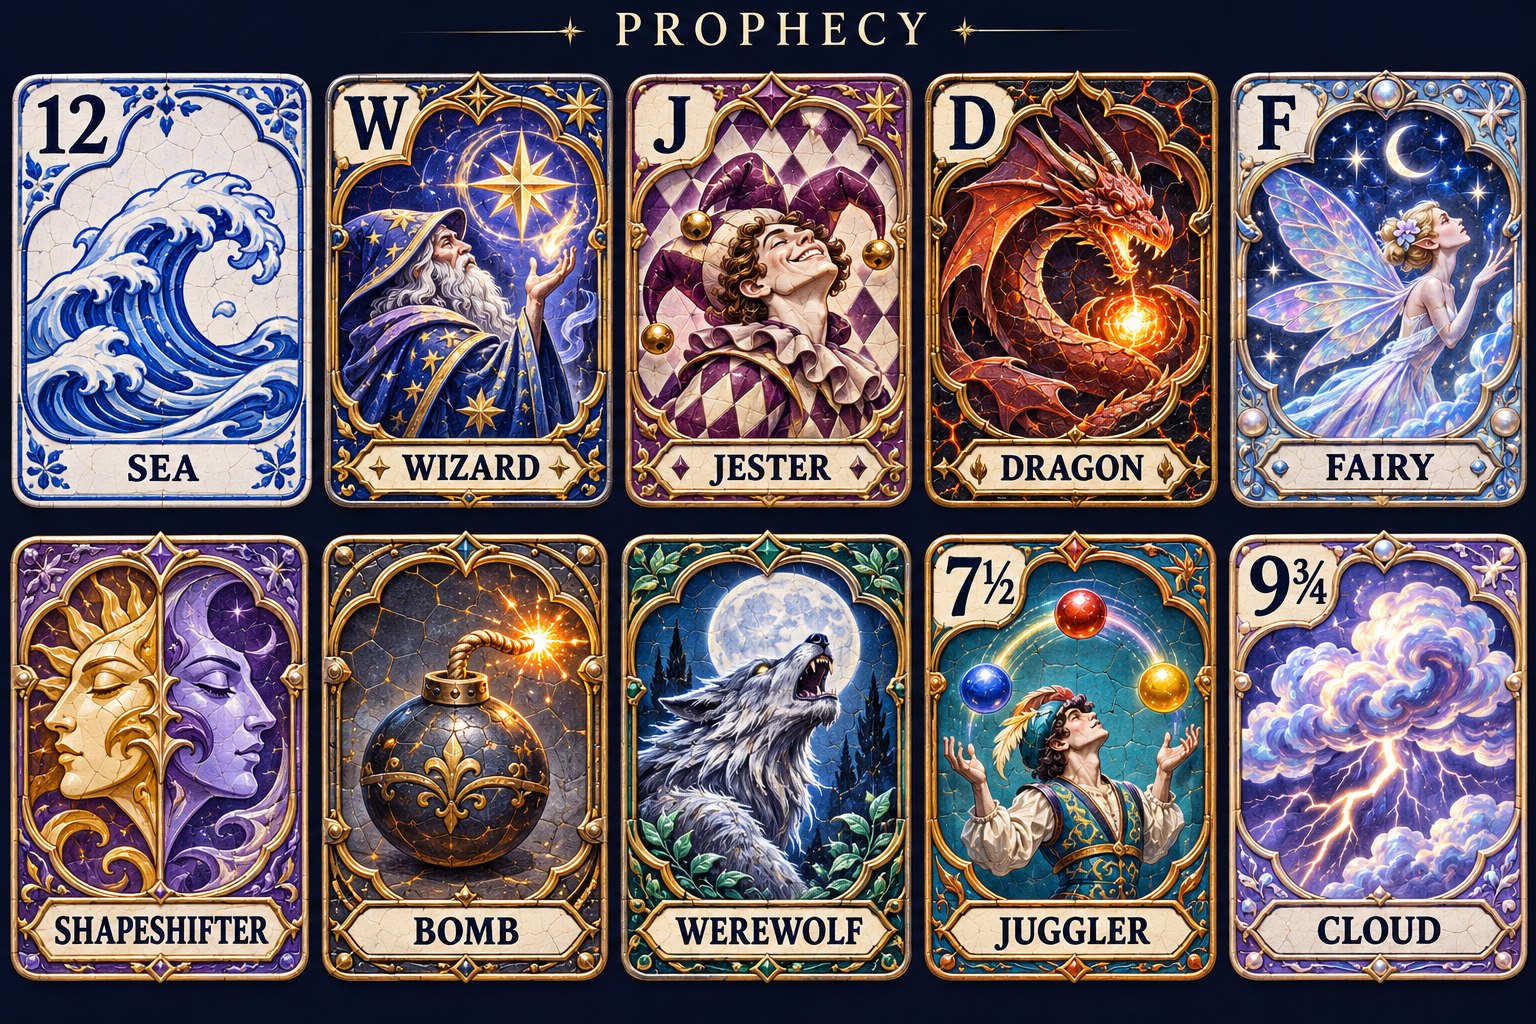 PROPHECY
12
SEA
W
WIZARD
J
JESTER
D
DRAGON
F
FAIRY
SHAPESHIFTER
BOMB
WEREWOLF
7½
JUGGLER
9¾
CLOUD